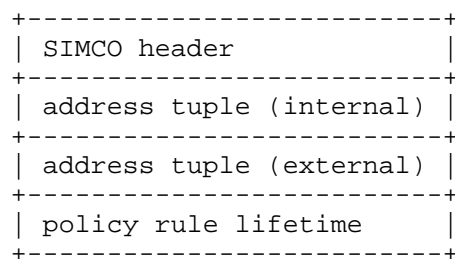 +--------------------------+
| SIMCO header             |
+--------------------------+
| address tuple (internal) |
+--------------------------+
| address tuple (external) |
+--------------------------+
| policy rule lifetime     |
+--------------------------+